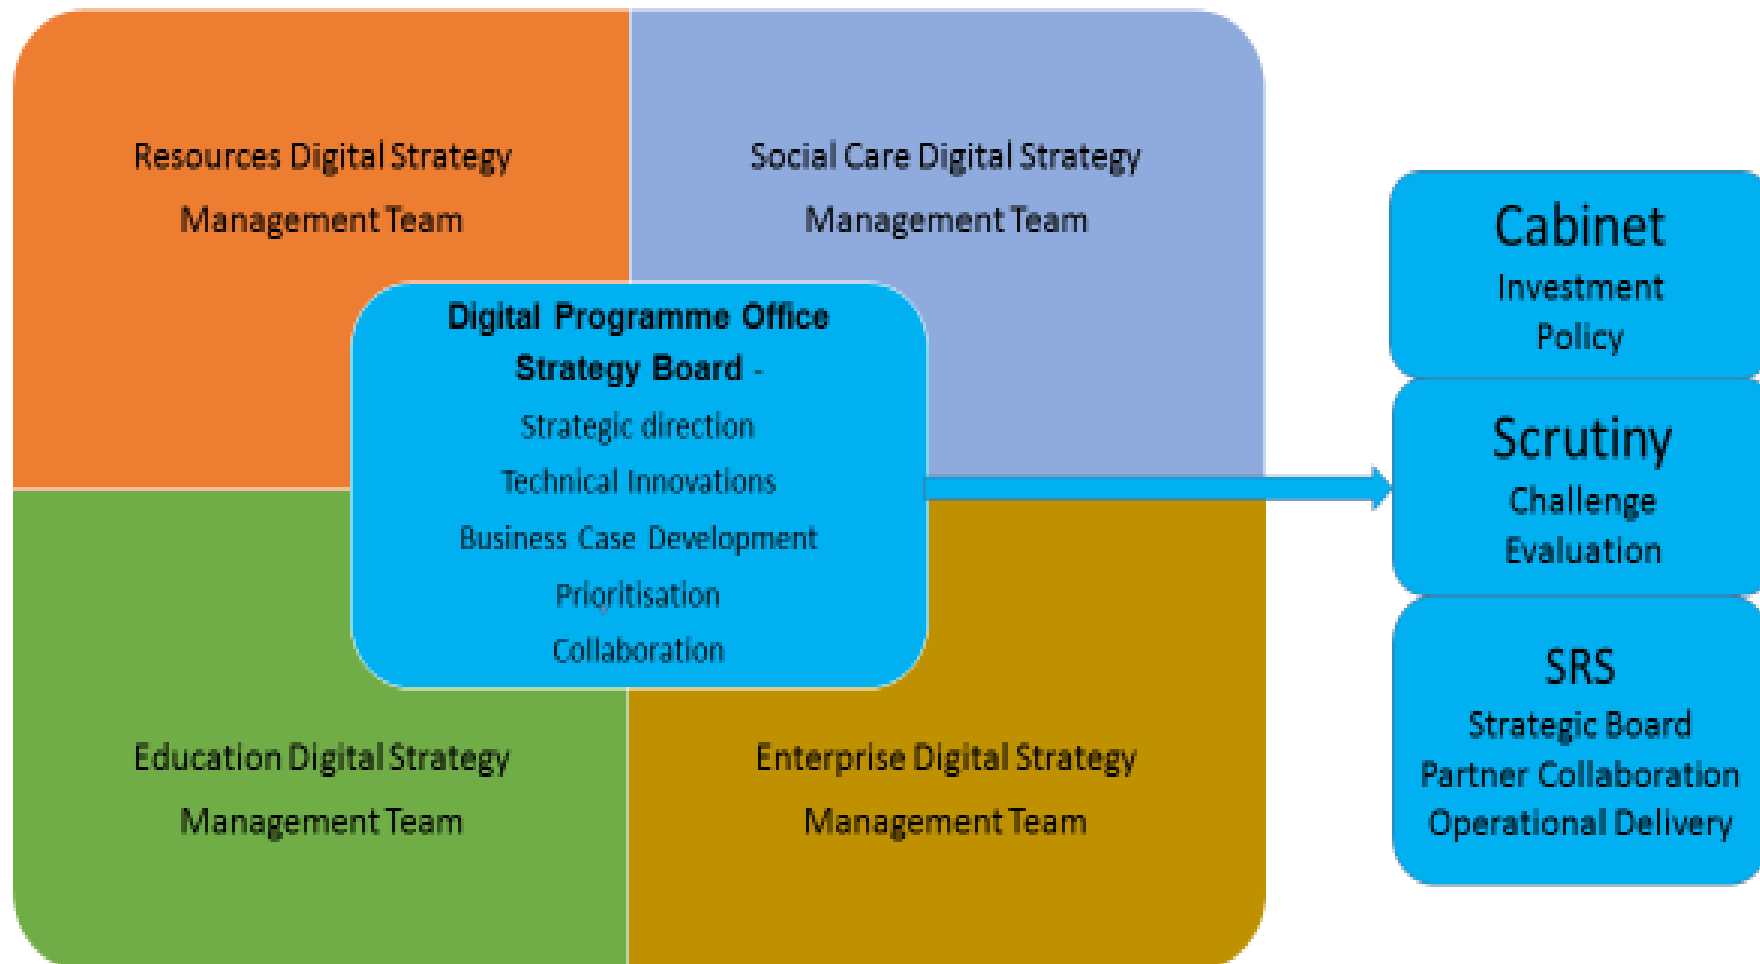 Resources Digital Strategy
Management Team
Social Care Digital Strategy
Management Team
Digital Programme Office
Strategy Board -
Strategic direction
Technical Innovations
Business Case Development
Prioritisation
Collaboration
Education Digital Strategy
Management Team
Enterprise Digital Strategy
Management Team
Cabinet
Investment
Policy
Scrutiny
Challenge
Evaluation
SRS
Strategic Board
Partner Collaboration
Operational Delivery